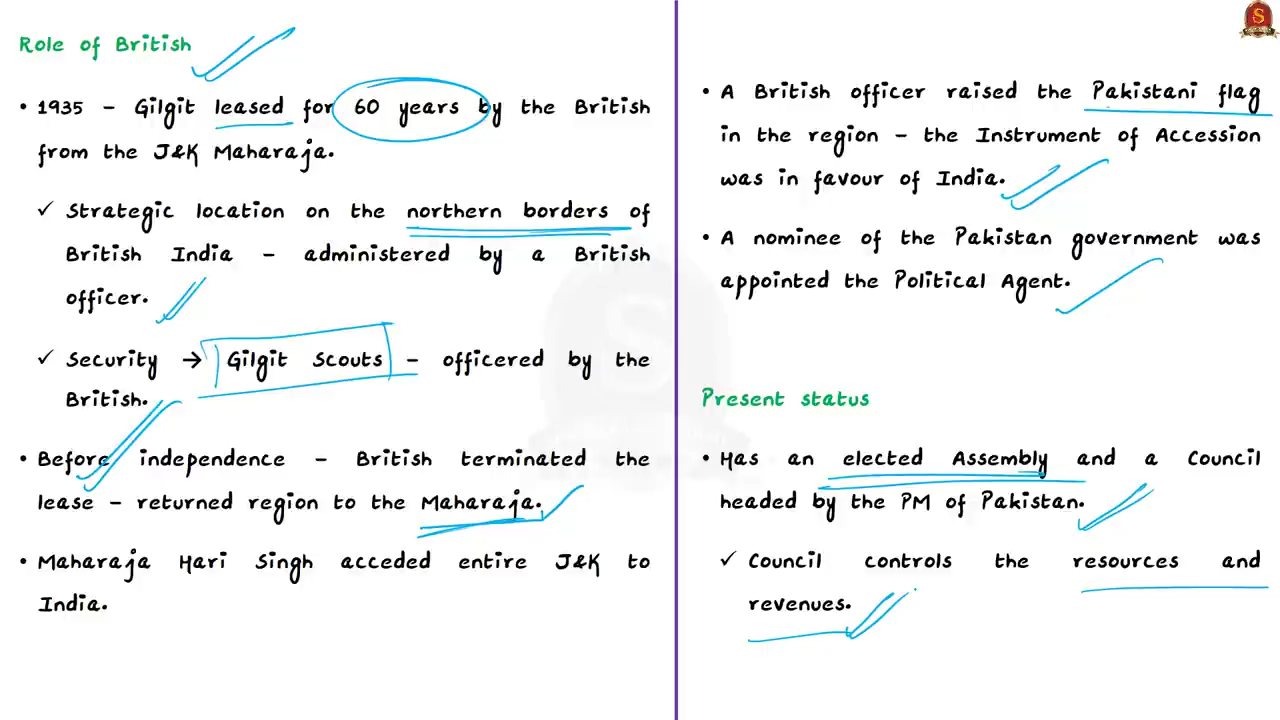 Role of British
• 1935 – Gilgit leased for 60 years by the British
from the J&K Maharaja.
✓ Strategic location on the northern borders of
British India – administered by a British
officer.
✓ Security → Gilgit Scouts – officered by the
British.
• Before independence – British terminated the
lease – returned region to the Maharaja.
• Maharaja Hari Singh acceded entire J&K to
India.
• A British officer raised the Pakistani flag
in the region – the Instrument of Accession
was in favour of India.
• A nominee of the Pakistan government was
appointed the Political Agent.
Present status
• Has an elected Assembly and a Council
headed by the PM of Pakistan.
✓ Council controls the resources and
revenues.